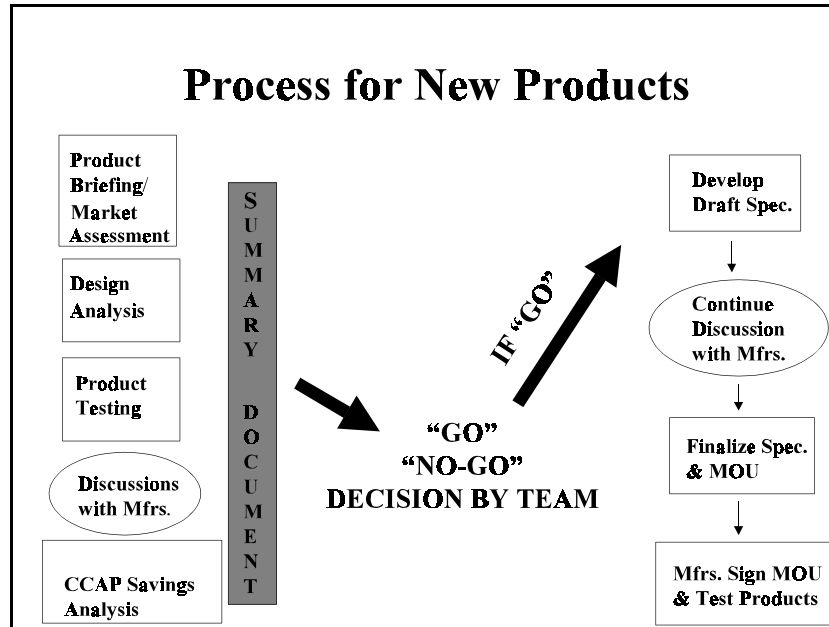 Process for New Products
Product
Briefing/
Market
Assessment
Design
Analysis
Product
Testing
Discussions
with Mfrs.
CCAP Savings
Analysis
SUMMARY DOCUMENT
“GO”
“NO-GO”
DECISION BY TEAM
IF “GO”
Develop
Draft Spec.
Continue
Discussion
with Mfrs.
Finalize Spec.
& MOU
Mfrs. Sign MOU
& Test Products